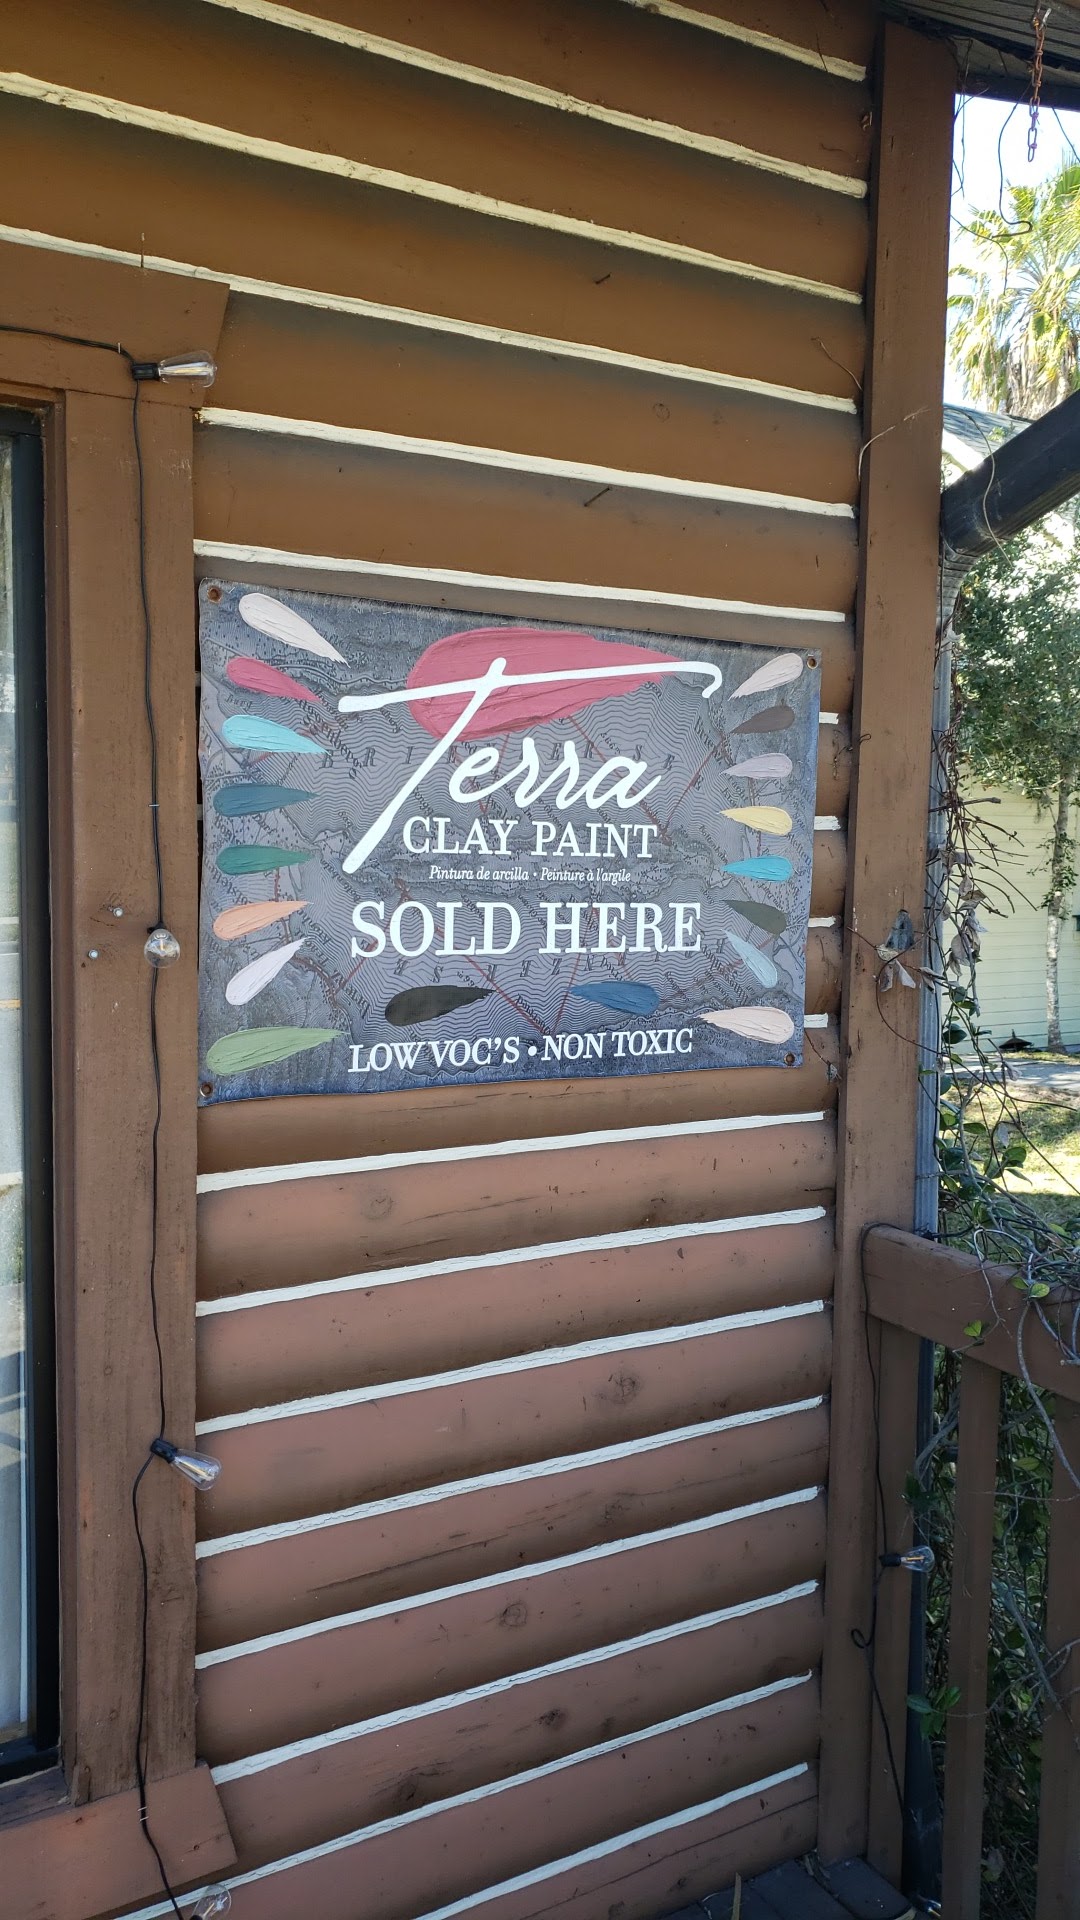 Terra
CLAY PAINT
Pintura de arcilla • Peinture à l'argile
SOLD HERE
LOW VOC'S • NON TOXIC